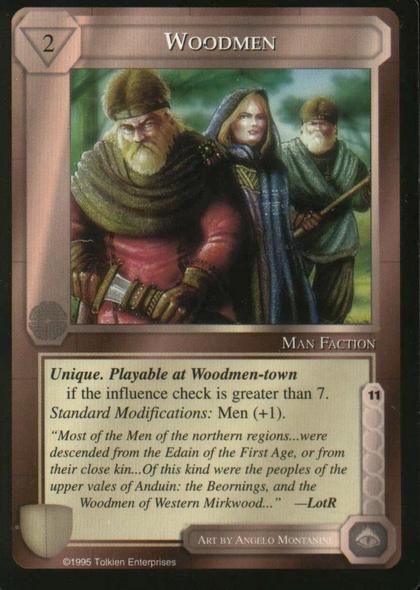 2
WOODMEN
MAN FACTION
Unique. Playable at Woodmen-town
if the influence check is greater than 7.
Standard Modifications: Men (+1).
11
“Most of the Men of the northern regions...were
descended from the Edain of the First Age, or from
their close kin...Of this kind were the peoples of the
upper vales of Anduin: the Beornings, and the
Woodmen of Western Mirkwood...” —LotR
ART BY ANGELO MONTANINI
©1995 Tolkien Enterprises